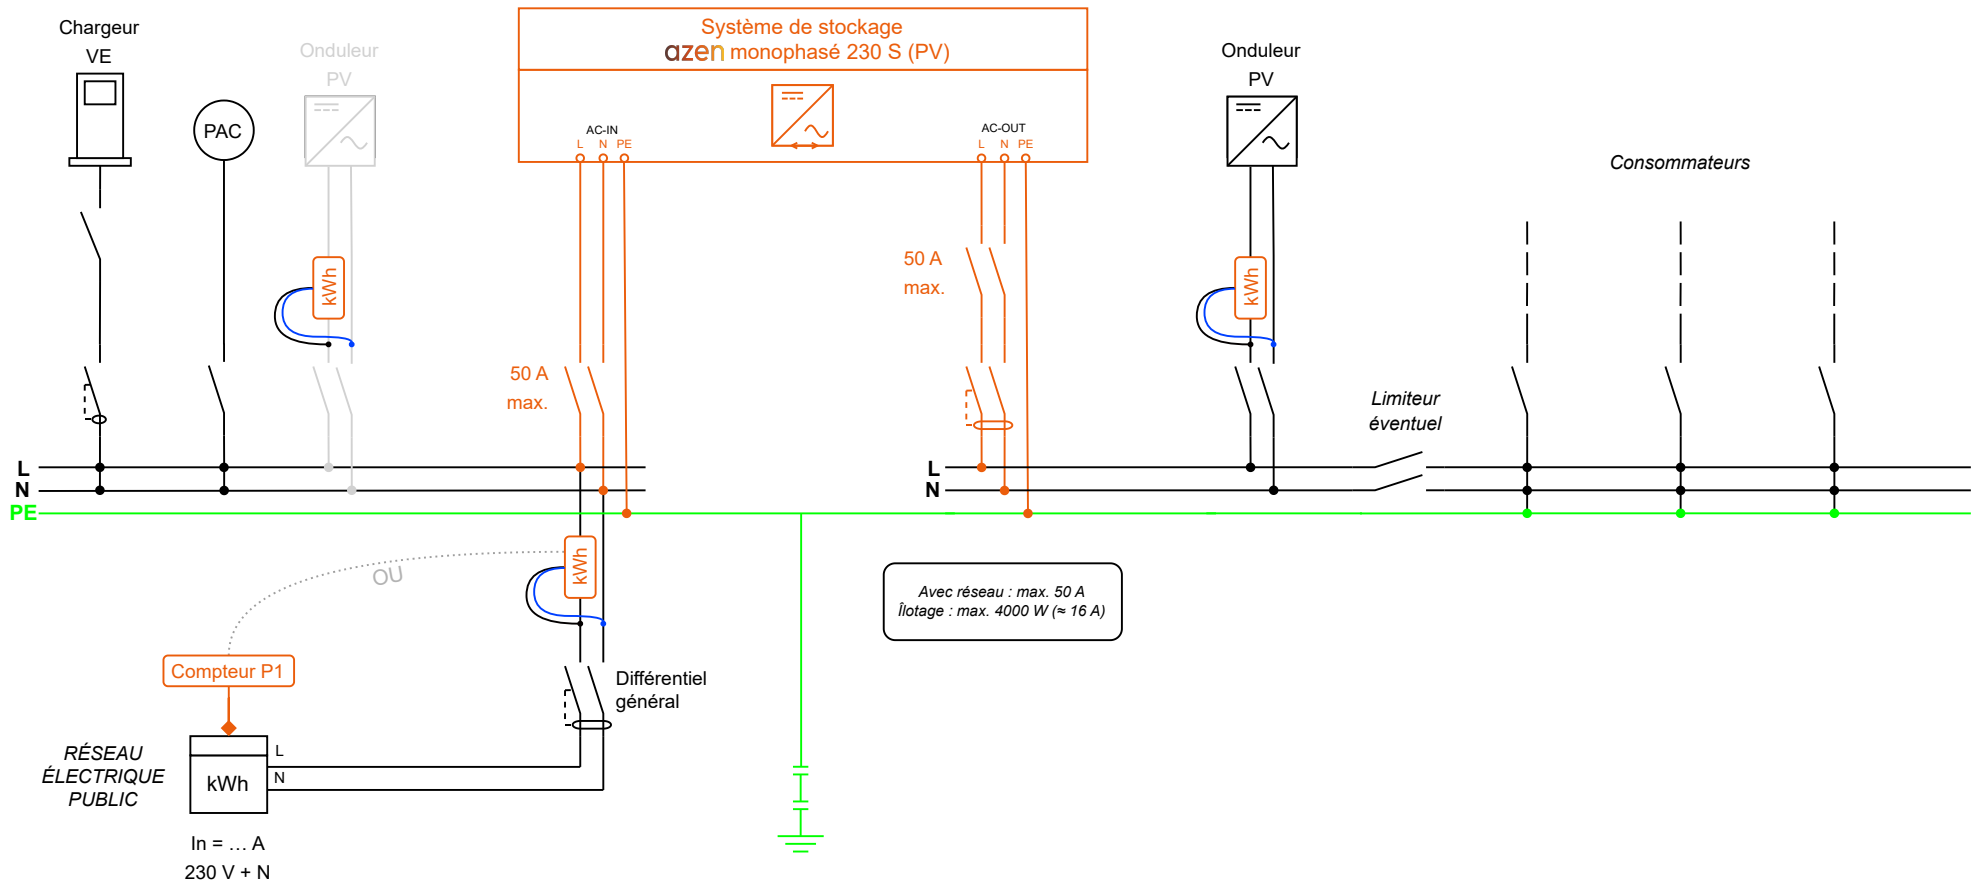 Chargeur
VE
PAC
Onduleur
PV
kWh
Système de stockage
azen monophasé 230 S (PV)
AC-IN
L N PE
AC-OUT
L N PE
50 A
max.
50 A
max.
Onduleur
PV
kWh
Consommateurs
Limiteur
éventuel
L
N
PE
L
N
kWh
OU
Avec réseau : max. 50 A
Îlotage : max. 4000 W (≈ 16 A)
Compteur P1
Différentiel
général
RÉSEAU
ÉLECTRIQUE
PUBLIC
kWh
L
N
In = ... A
230 V + N